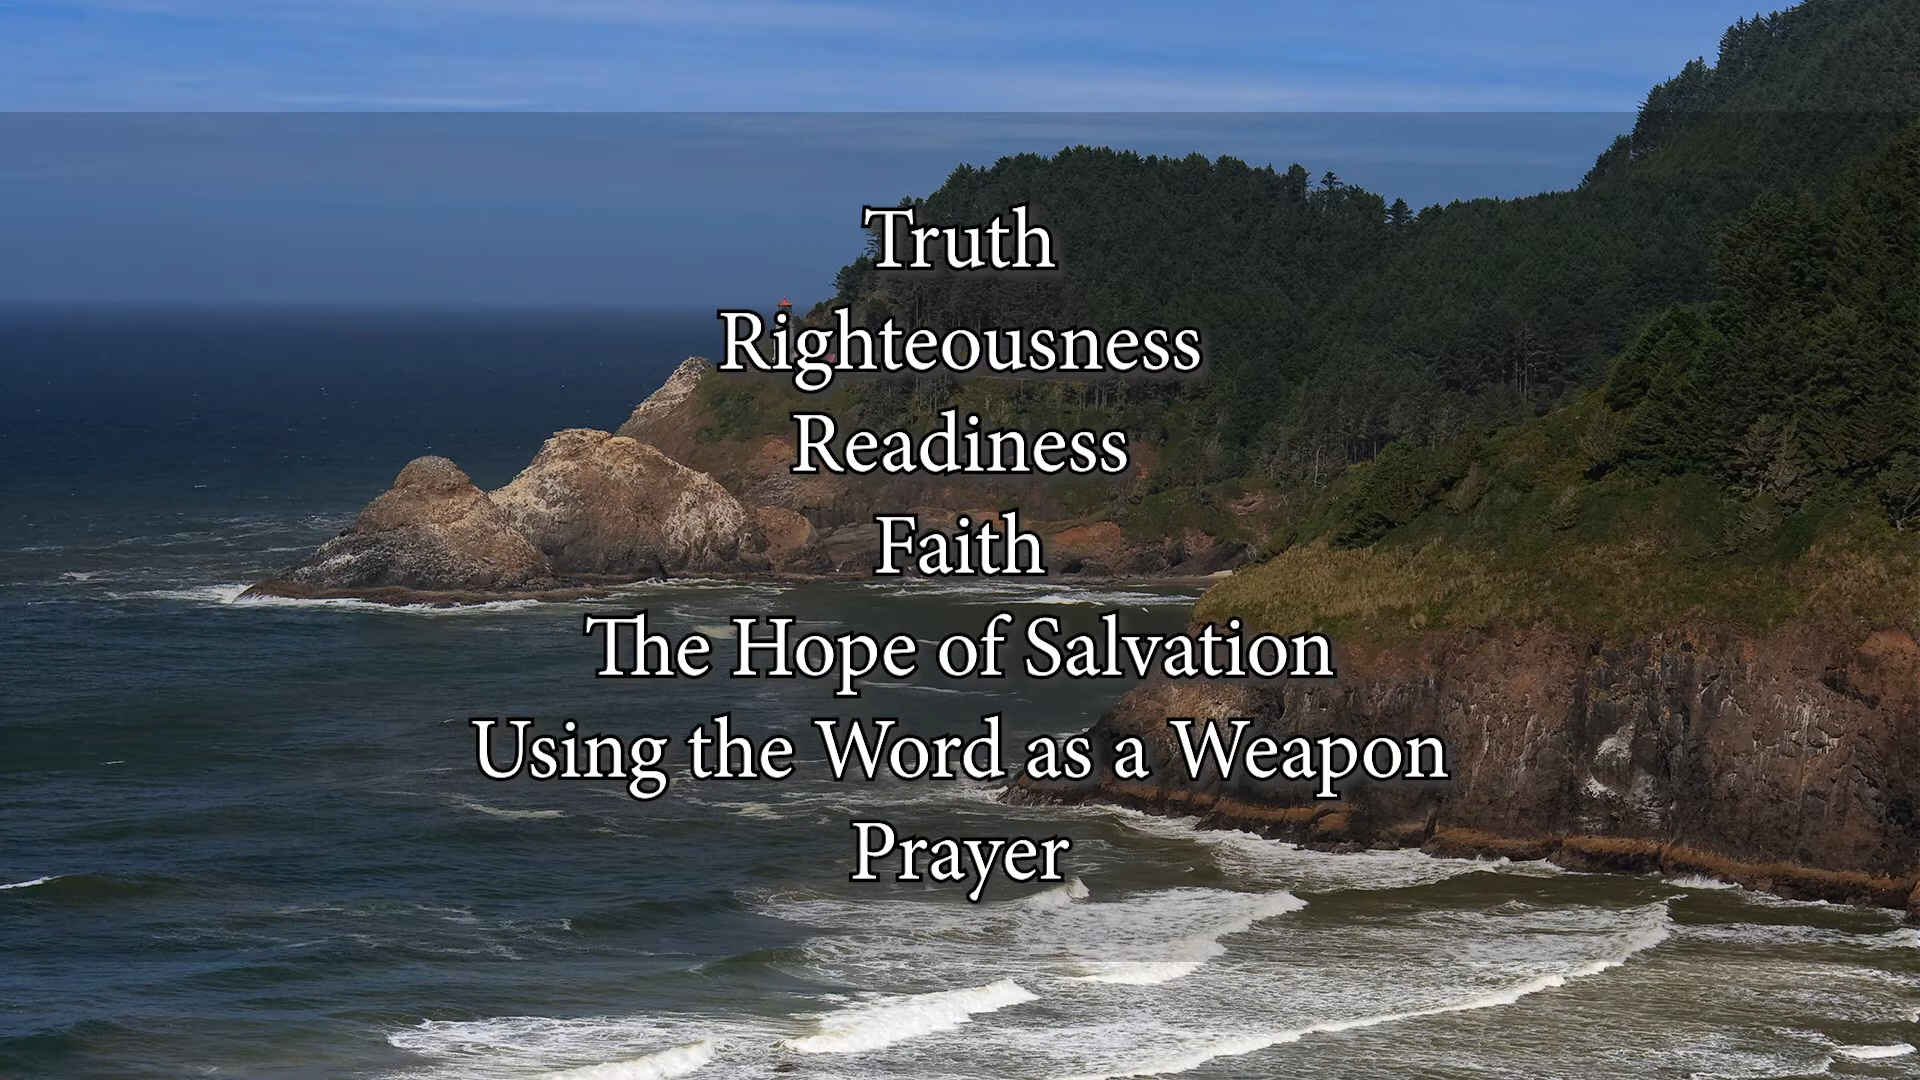 Truth
Righteousness
Readiness
Faith
The Hope of Salvation
Using the Word as a Weapon
Prayer